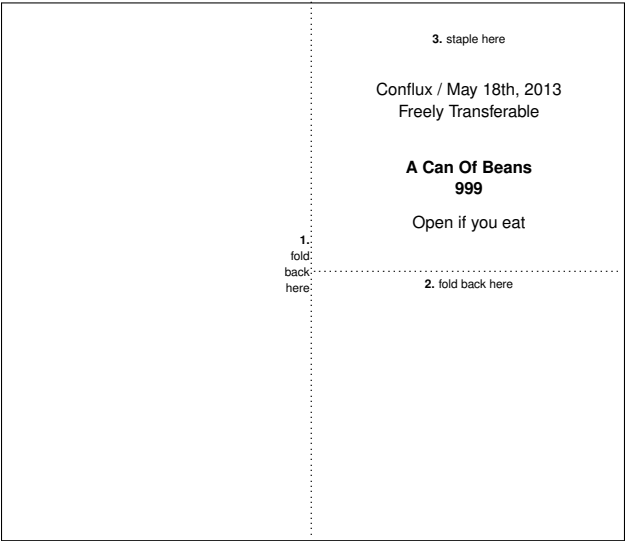 3. staple here
Conflux / May 18th, 2013
Freely Transferable
A Can Of Beans
999
Open if you eat
1.
fold
back
here
2. fold back here